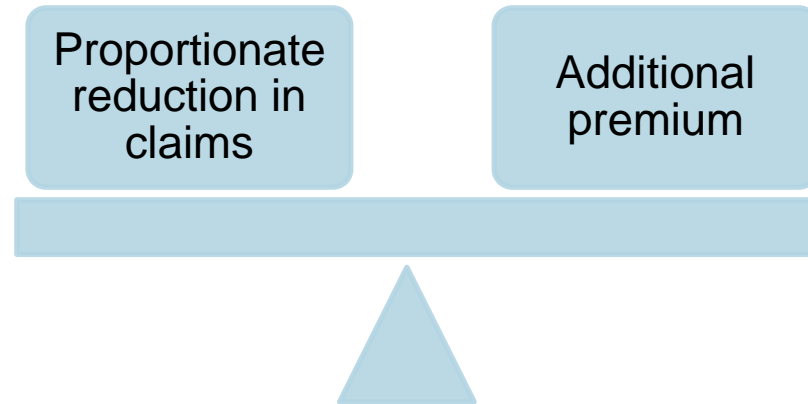 Proportionate
reduction in
claims
Additional
premium